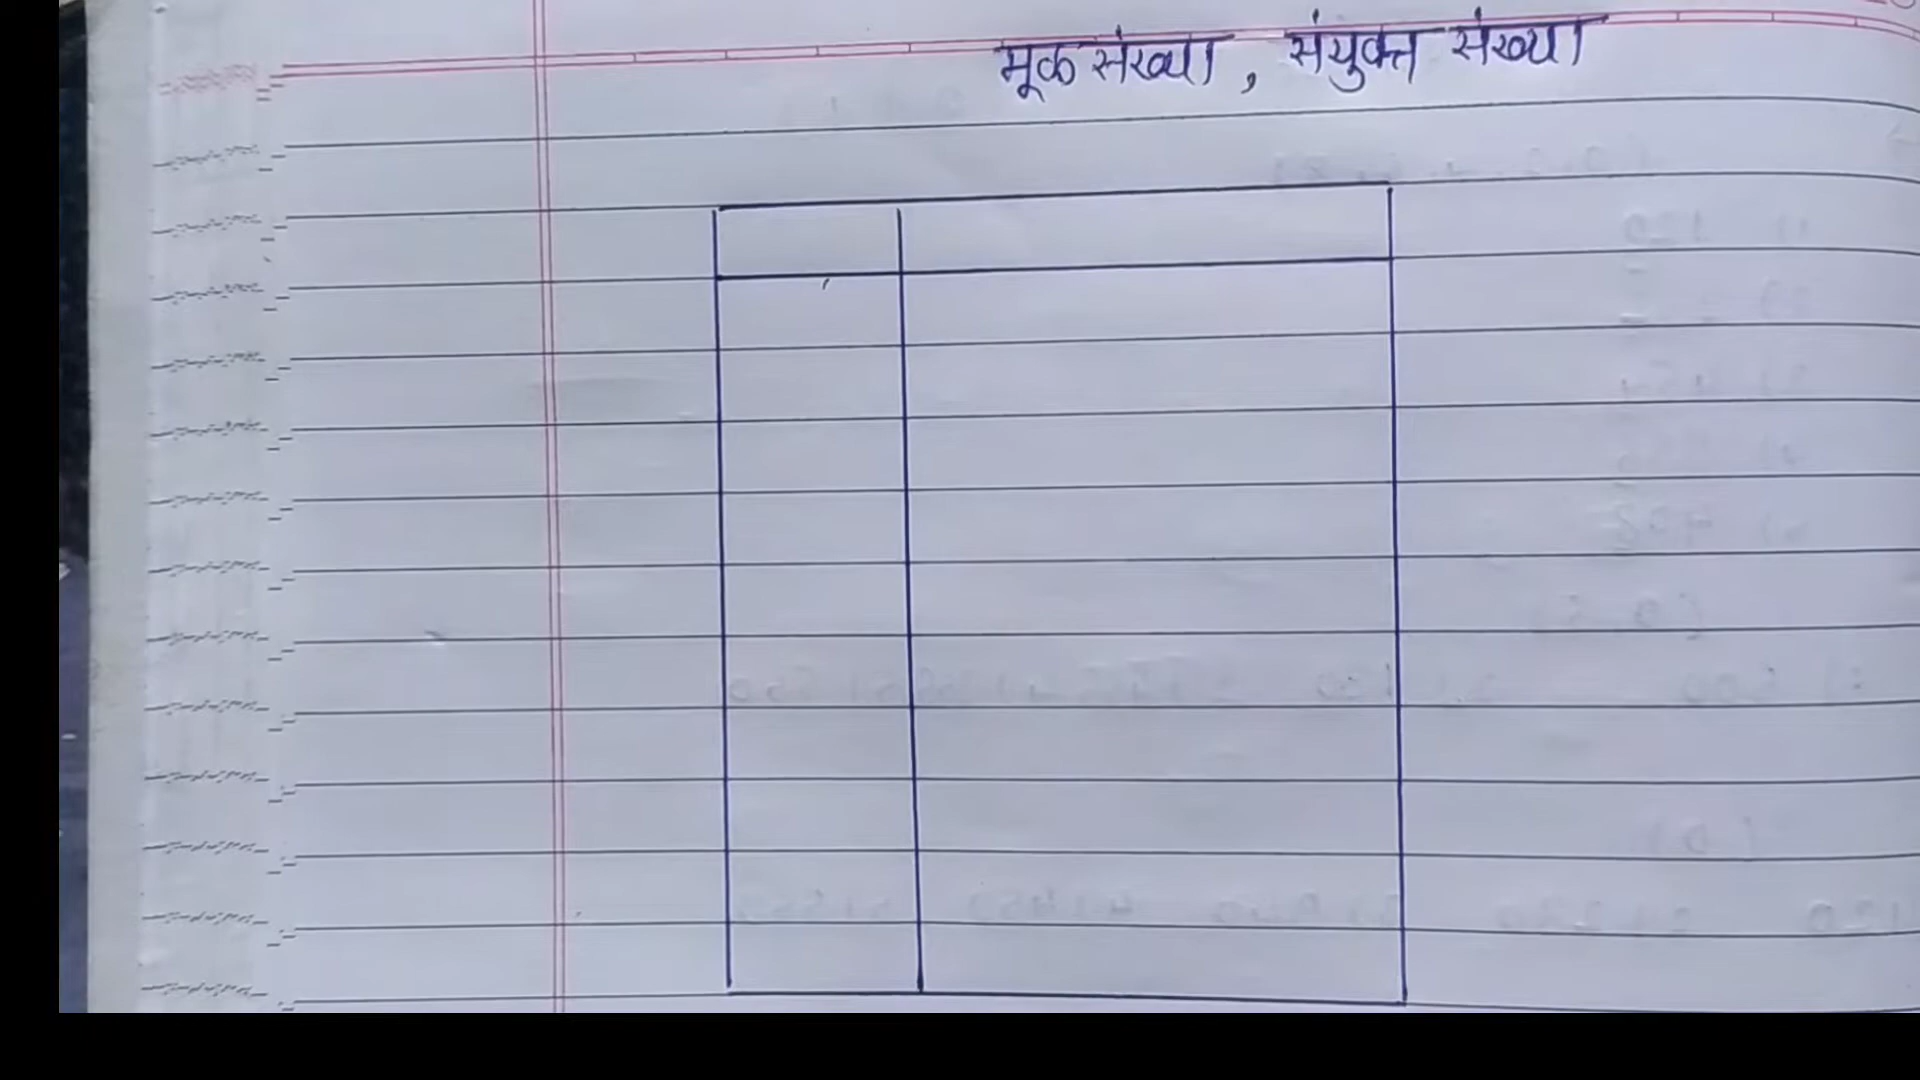 मूळ संख्या , संयुक्त संख्या